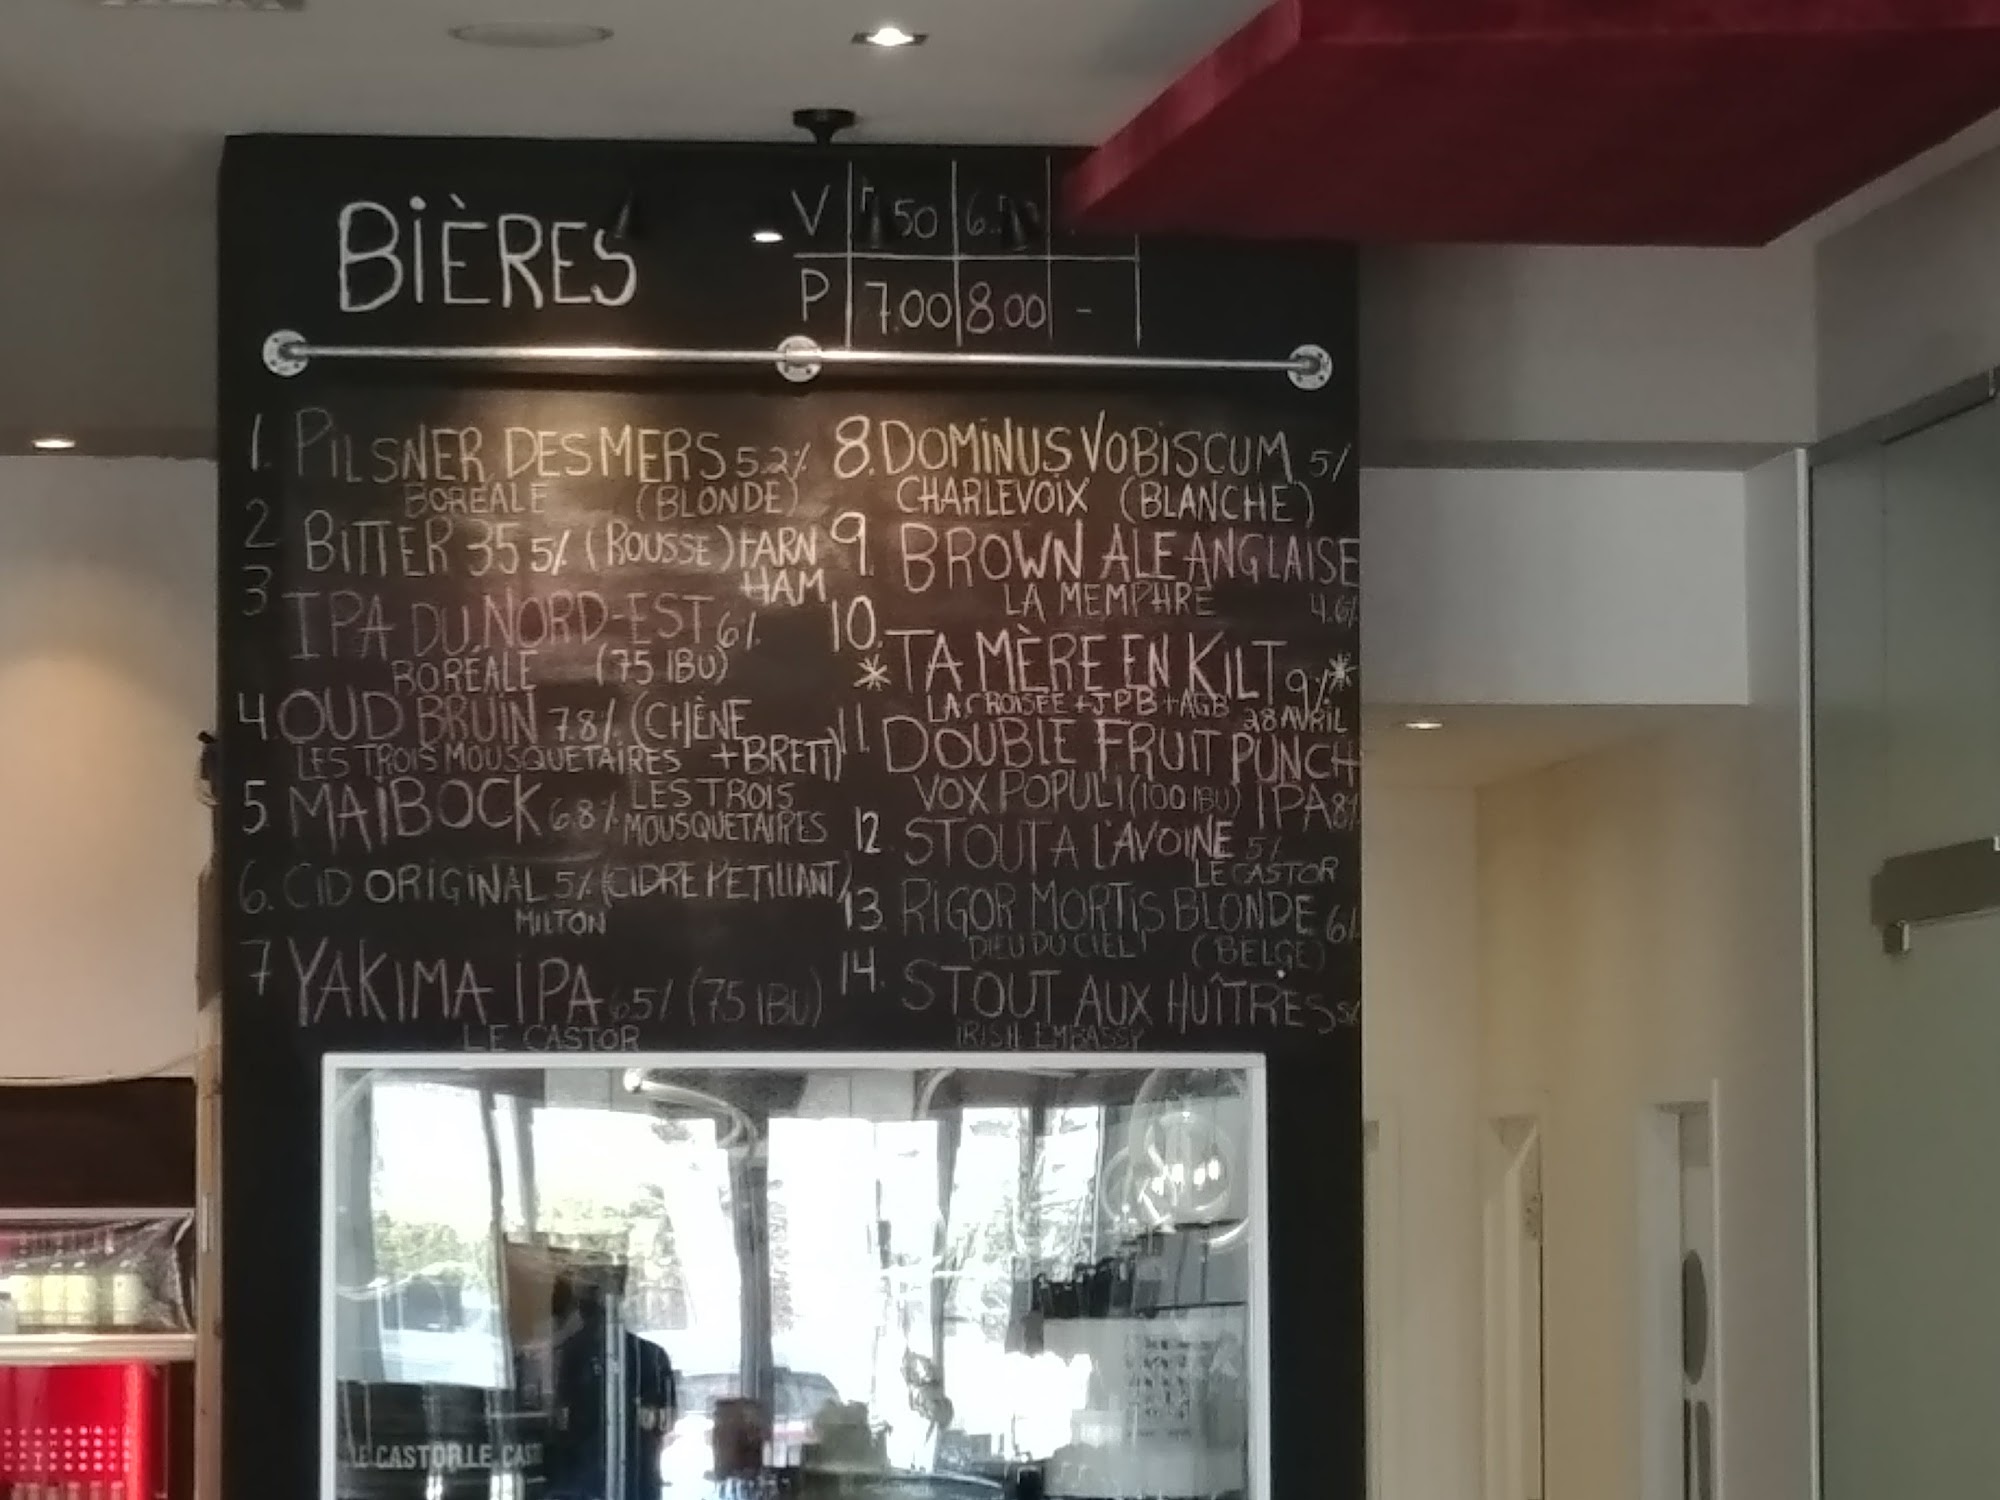 BIÈRES
V .50 6.
P 7.00 8.00 -
1. PILSNER DES MERS 5.2%
BORÉALE (BLONDE)
2 BITTER 35 5% (ROUSSE) FARN
HAM
3 IPA DU NORD-EST 6%
BORÉALE (75 IBU)
4. OUD BRUIN 7.8% (CHÊNE
LES TROIS MOUSQUETAIRES +BRETT)
5 MAIBOCK 6.8% LES TROIS
MOUSQUETAIRES
6. CID ORIGINAL 5% (CIDRE PETILLANT)
MILTON
7 YAKIMA IPA 6.5% (75 IBU)
LE CASTOR
8. DOMINUS VOBISCUM 5%
CHARLEVOIX (BLANCHE)
9. BROWN ALE ANGLAISE
LA MEMPHRÉ 4.6%
10. *TA MÈRE EN KILT 9%*
LA CROISÉE + JPB + AGB 28 AVRIL
11. DOUBLE FRUIT PUNCH
VOX POPULI (100 IBU) IPA 8%
12 STOUT A L'AVOINE 5%
LE CASTOR
13 RIGOR MORTIS BLONDE 6%
DIEU DU CIEL! (BELGE)
14. STOUT AUX HUÎTRES 5%
IRISH EMBASSY
LE CASTOR LE CAST